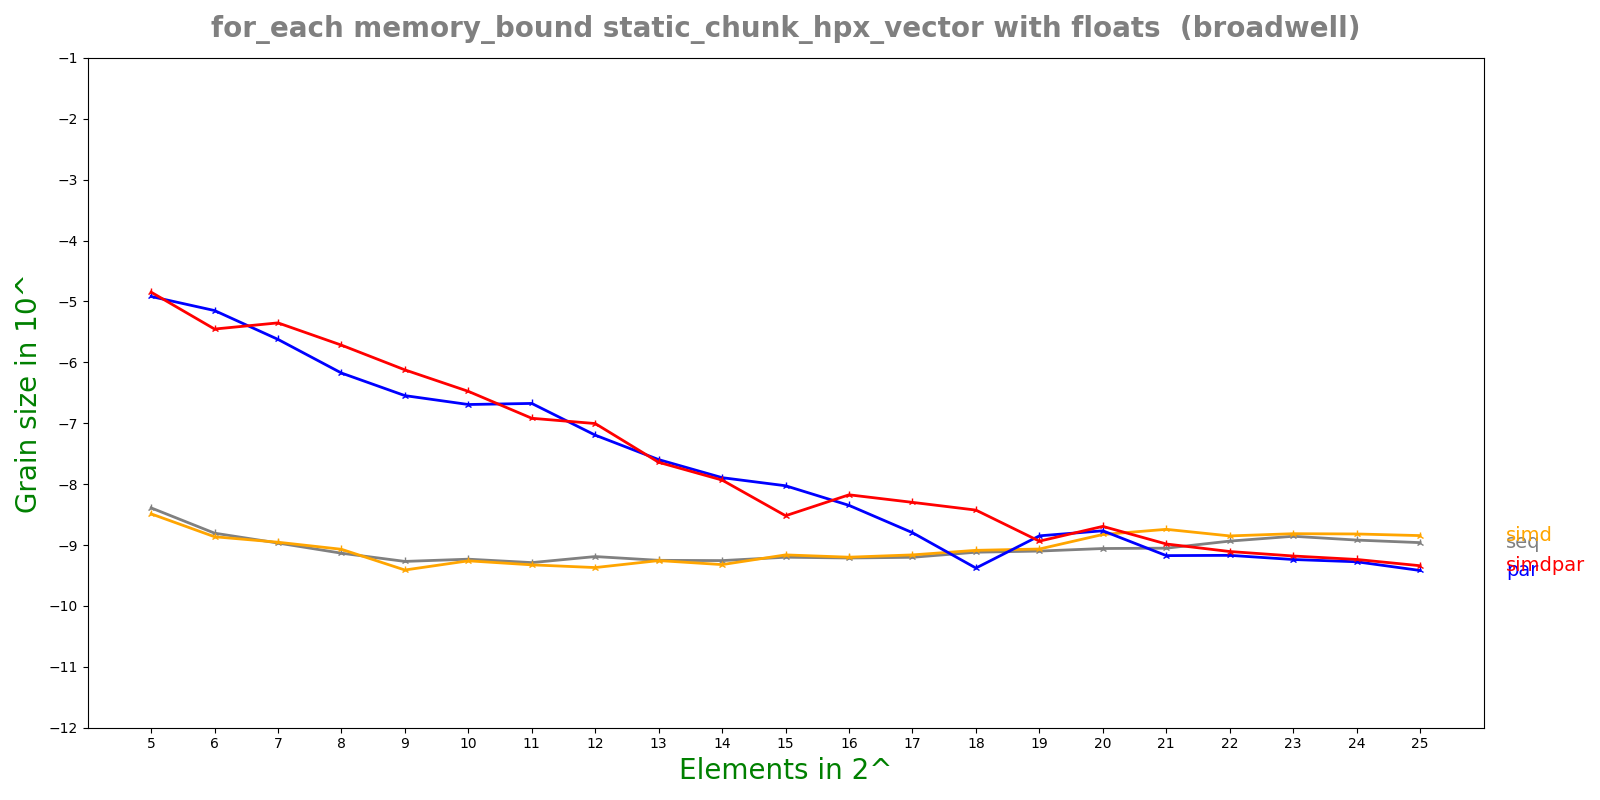 for_each memory_bound static_chunk_hpx_vector with floats (broadwell)
Grain size in 10^
−1
−2
−3
−4
−5
−6
−7
−8
−9
−10
−11
−12
simd
seq
simdpar
par
5 6 7 8 9 10 11 12 13 14 15 16 17 18 19 20 21 22 23 24 25
Elements in 2^